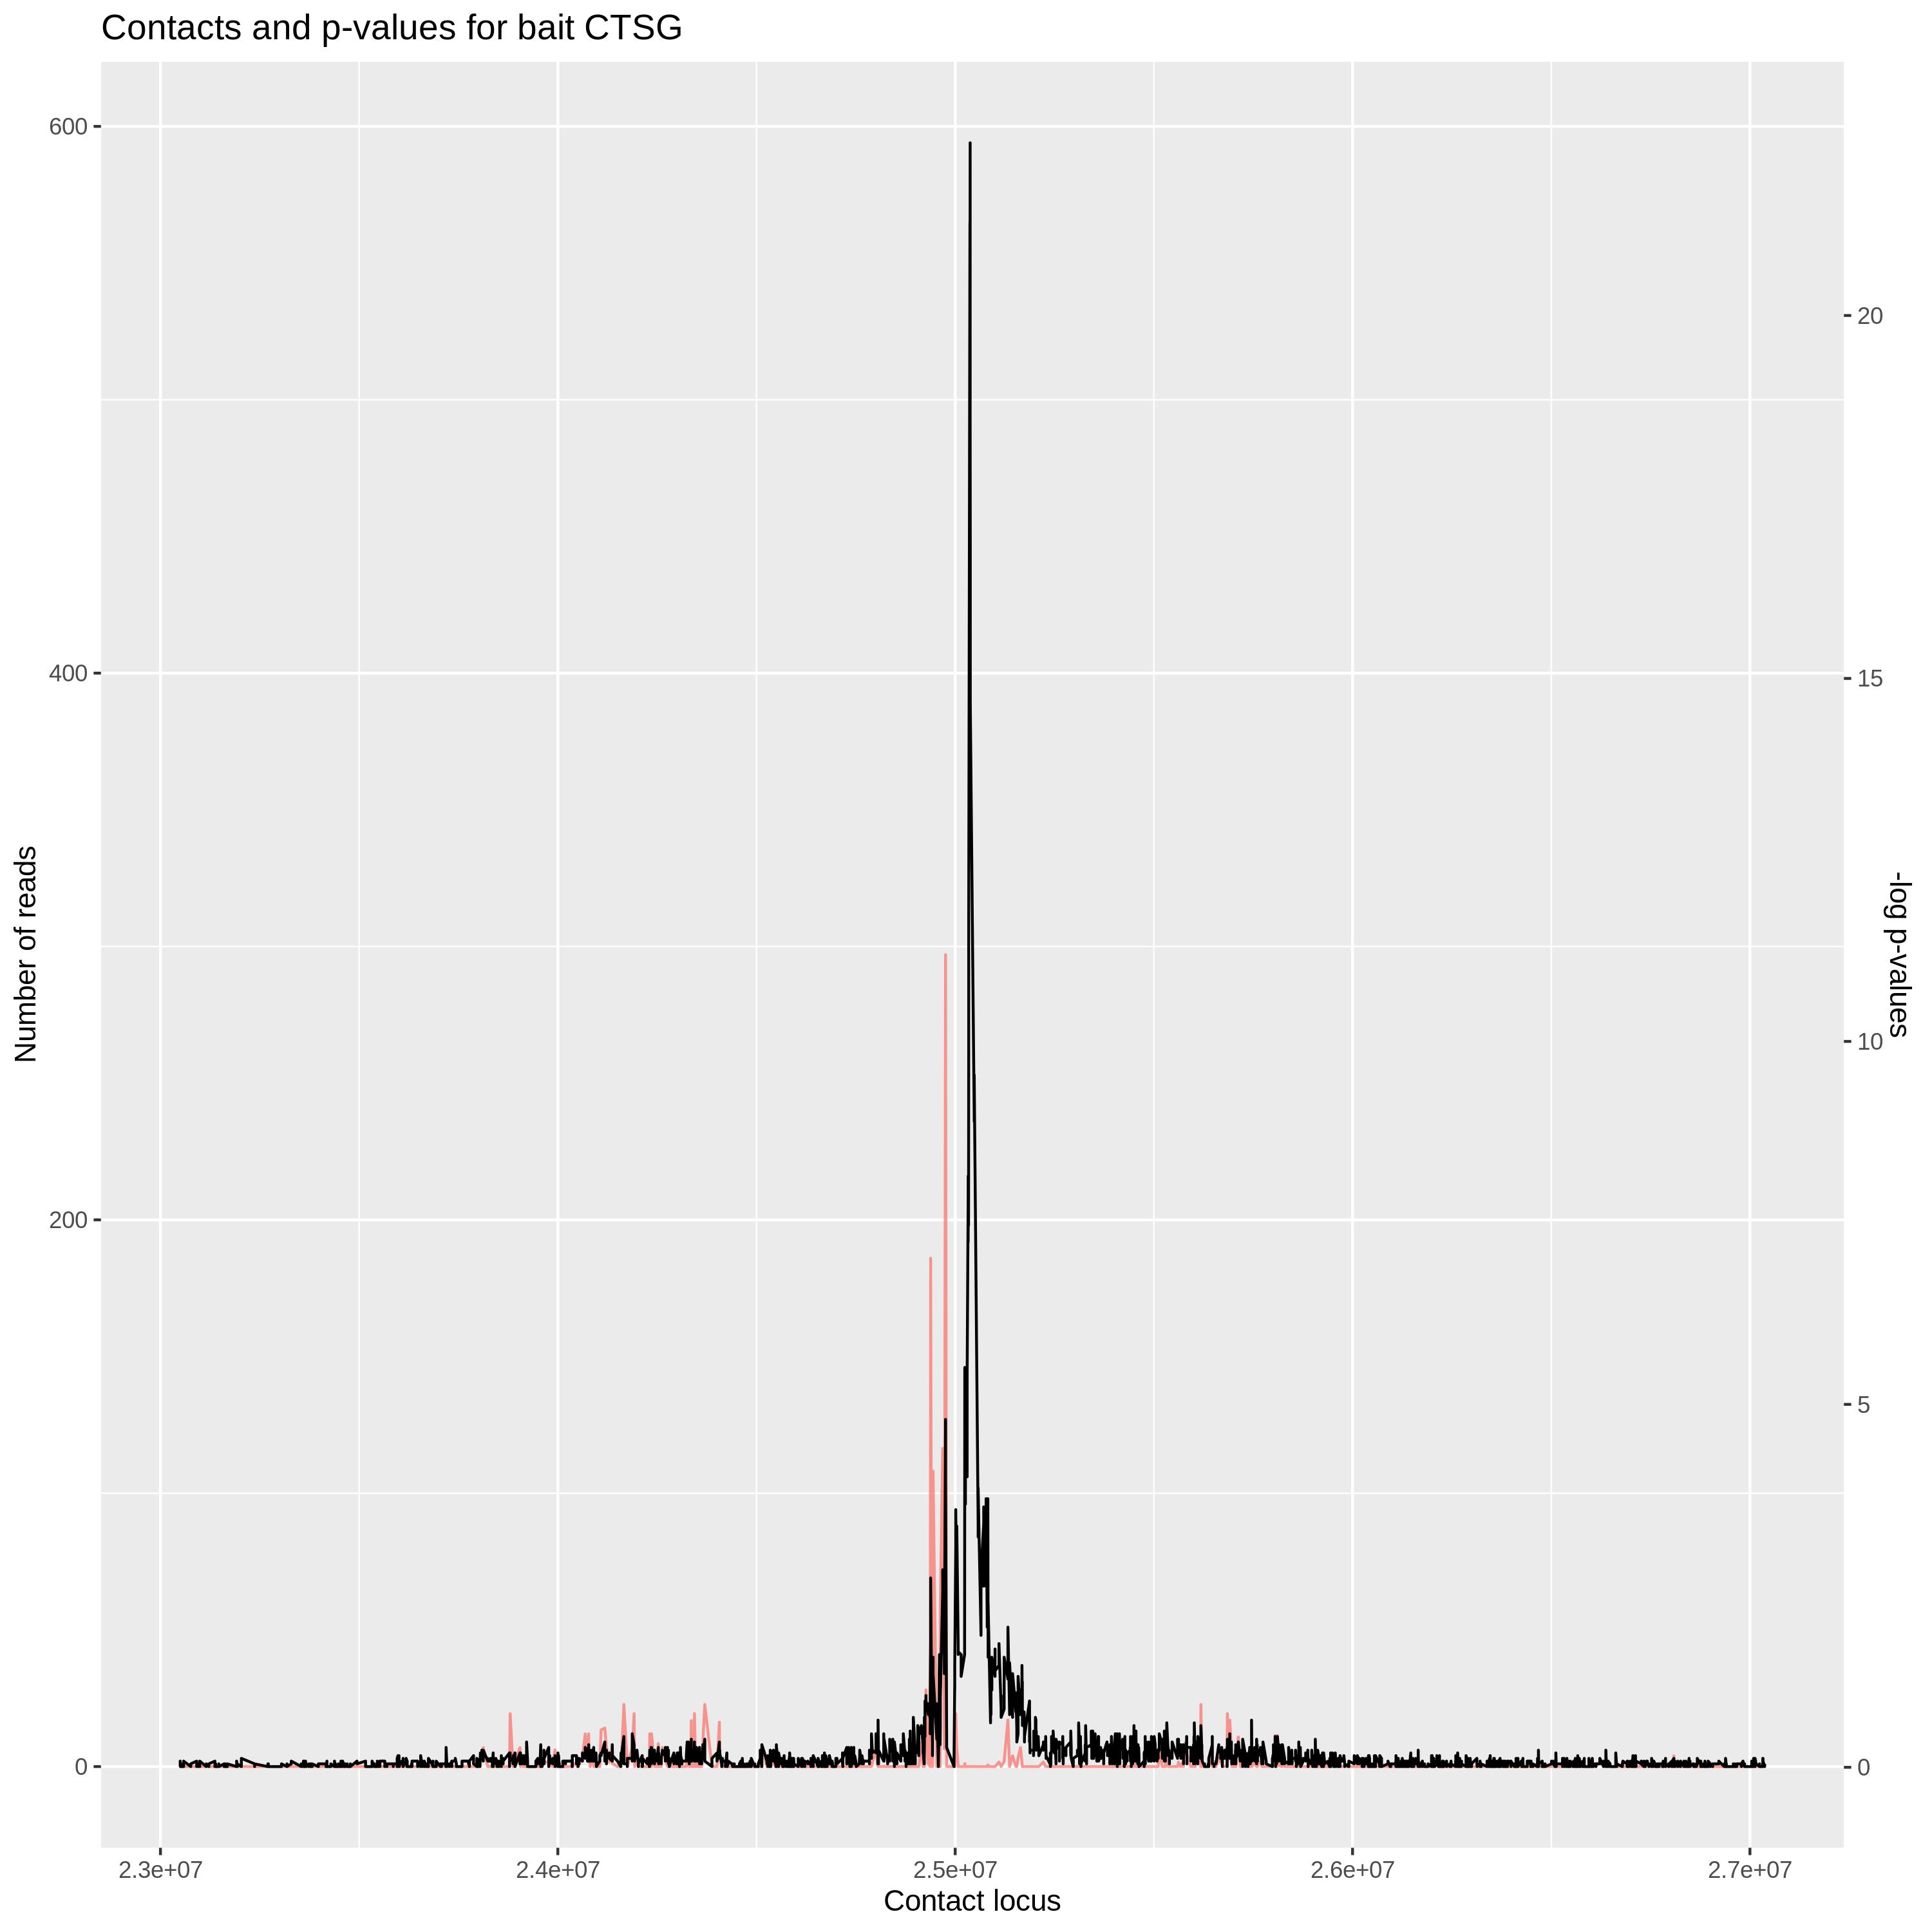 Contacts and p-values for bait CTSG
600
400
200
0
Number of reads
20
15
10
5
0
-log p-values
2.3e+07 2.4e+07 2.5e+07 2.6e+07 2.7e+07
Contact locus